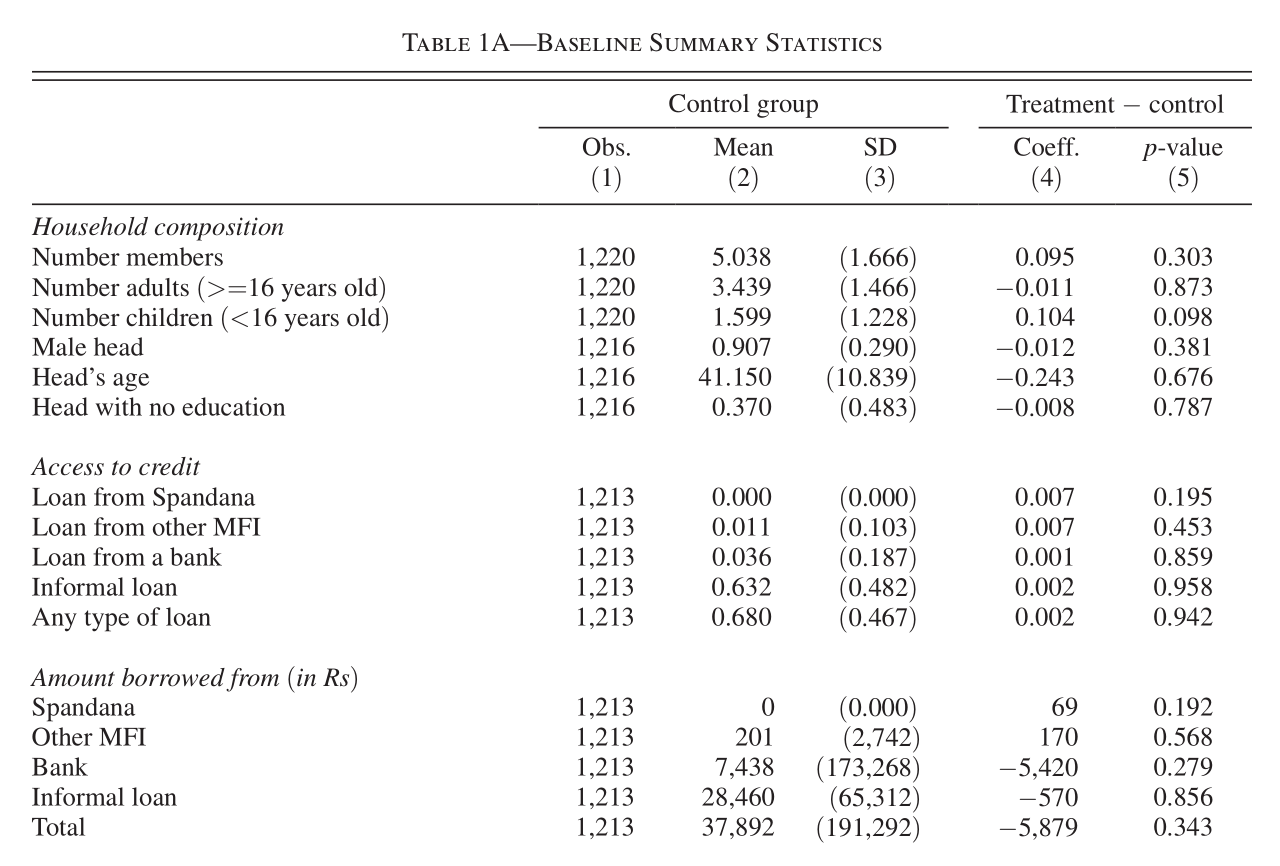 TABLE 1A—BASELINE SUMMARY STATISTICS
Control group Treatment − control
Obs. Mean SD Coeff. p-value
(1) (2) (3) (4) (5)
Household composition
Number members 1,220 5.038 (1.666) 0.095 0.303
Number adults (>=16 years old) 1,220 3.439 (1.466) −0.011 0.873
Number children (<16 years old) 1,220 1.599 (1.228) 0.104 0.098
Male head 1,216 0.907 (0.290) −0.012 0.381
Head's age 1,216 41.150 (10.839) −0.243 0.676
Head with no education 1,216 0.370 (0.483) −0.008 0.787
Access to credit
Loan from Spandana 1,213 0.000 (0.000) 0.007 0.195
Loan from other MFI 1,213 0.011 (0.103) 0.007 0.453
Loan from a bank 1,213 0.036 (0.187) 0.001 0.859
Informal loan 1,213 0.632 (0.482) 0.002 0.958
Any type of loan 1,213 0.680 (0.467) 0.002 0.942
Amount borrowed from (in Rs)
Spandana 1,213 0 (0.000) 69 0.192
Other MFI 1,213 201 (2,742) 170 0.568
Bank 1,213 7,438 (173,268) −5,420 0.279
Informal loan 1,213 28,460 (65,312) −570 0.856
Total 1,213 37,892 (191,292) −5,879 0.343